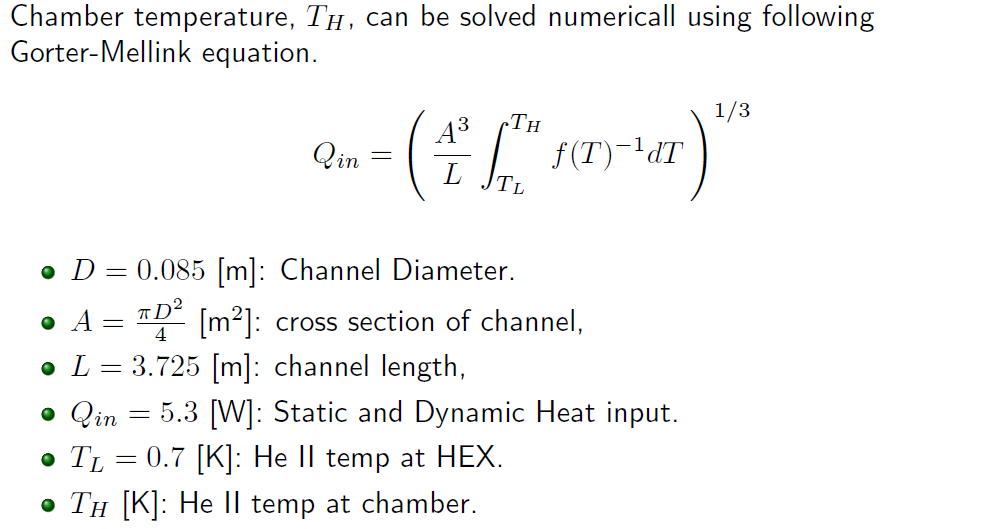 Chamber temperature, T_H, can be solved numericall using following
Gorter-Mellink equation.
Q_{in} = \left( \frac{A^3}{L} \int_{T_L}^{T_H} f(T)^{-1} dT \right)^{1/3}
D = 0.085 [m]: Channel Diameter.
A = \frac{\pi D^2}{4} [m²]: cross section of channel,
L = 3.725 [m]: channel length,
Q_{in} = 5.3 [W]: Static and Dynamic Heat input.
T_L = 0.7 [K]: He II temp at HEX.
T_H [K]: He II temp at chamber.